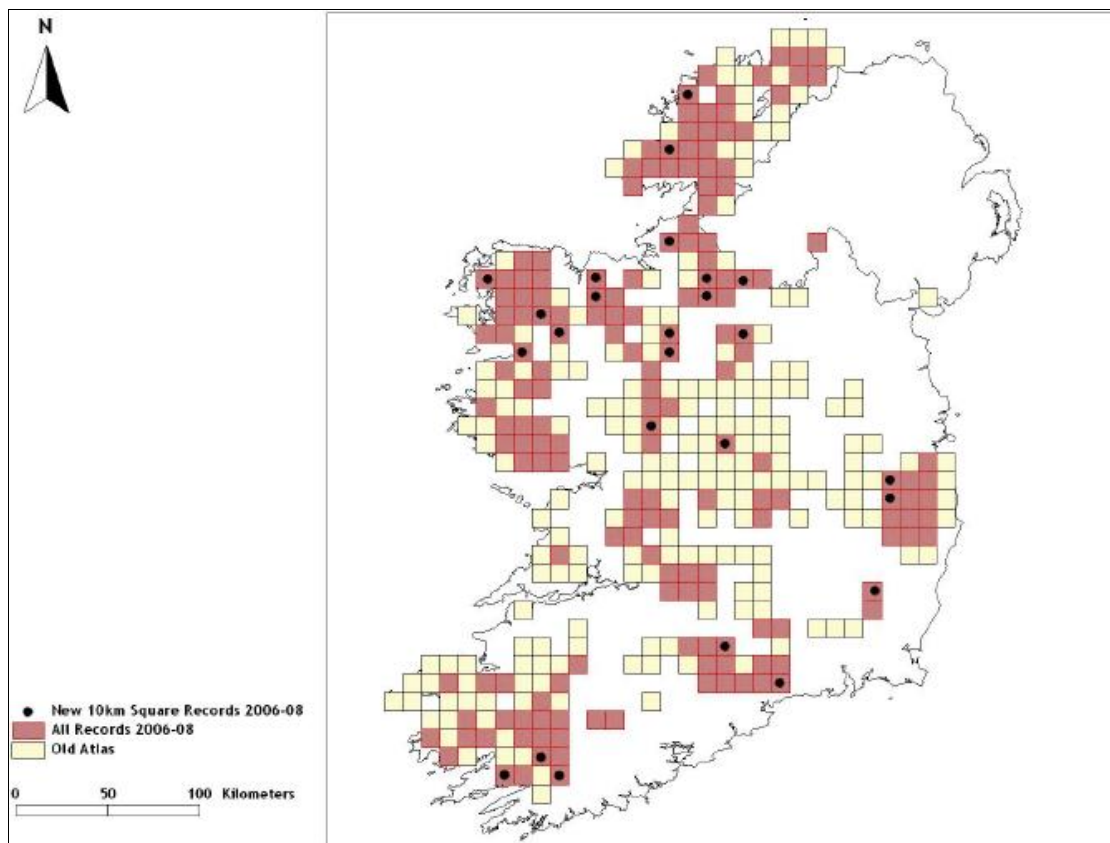 N
New 10km Square Records 2006-08
All Records 2006-08
Old Atlas
0 50 100 Kilometers